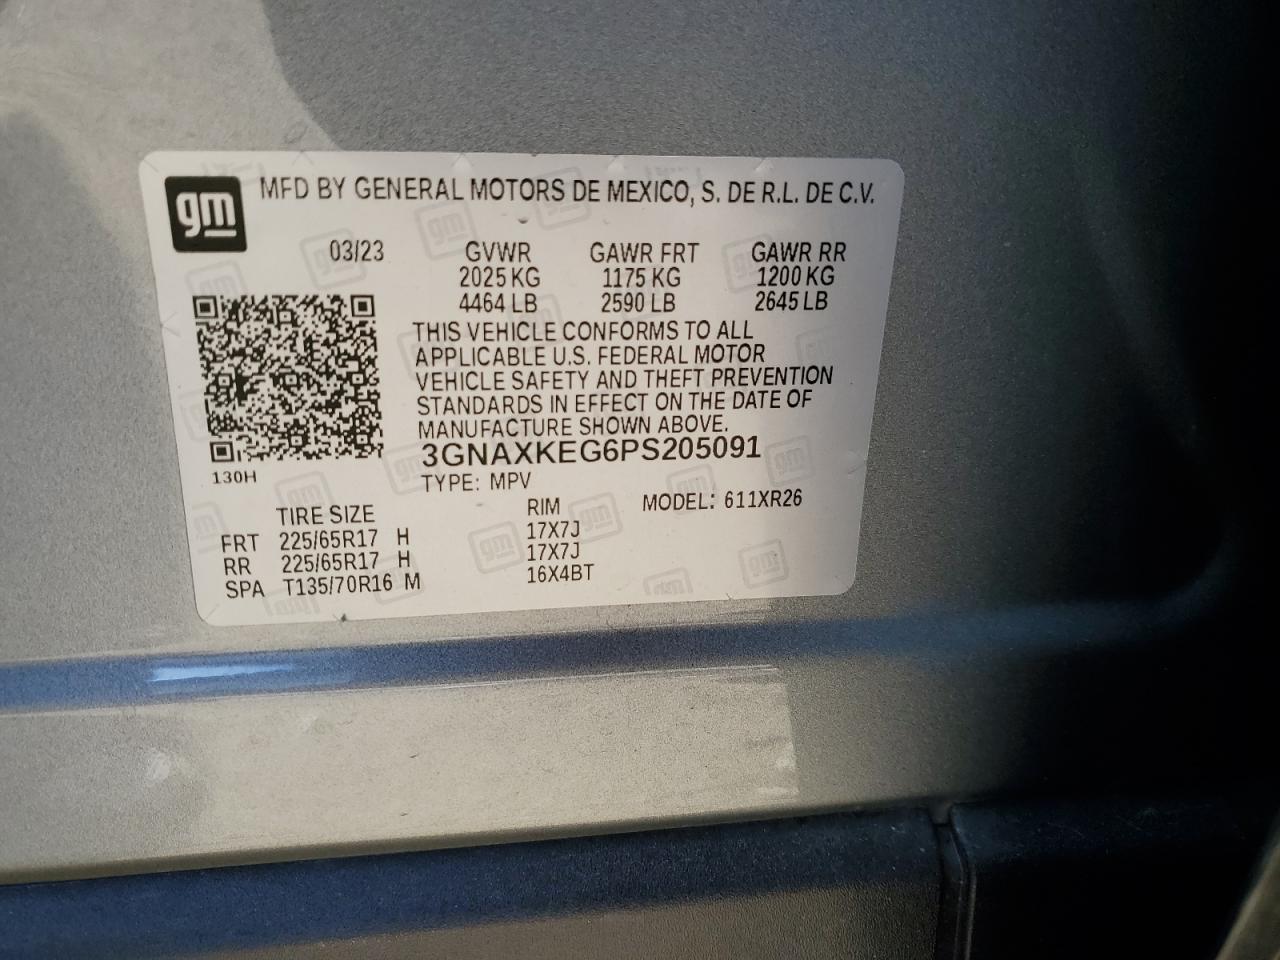 gm MFD BY GENERAL MOTORS DE MEXICO, S. DE R.L. DE C.V.
03/23 GVWR GAWR FRT GAWR RR
2025 KG 1175 KG 1200 KG
4464 LB 2590 LB 2645 LB
THIS VEHICLE CONFORMS TO ALL
APPLICABLE U.S. FEDERAL MOTOR
VEHICLE SAFETY AND THEFT PREVENTION
STANDARDS IN EFFECT ON THE DATE OF
MANUFACTURE SHOWN ABOVE.
3GNAXKEG6PS205091
130H
TYPE: MPV
TIRE SIZE RIM MODEL: 611XR26
FRT 225/65R17 H 17X7J
RR 225/65R17 H 17X7J
SPA T135/70R16 M 16X4BT